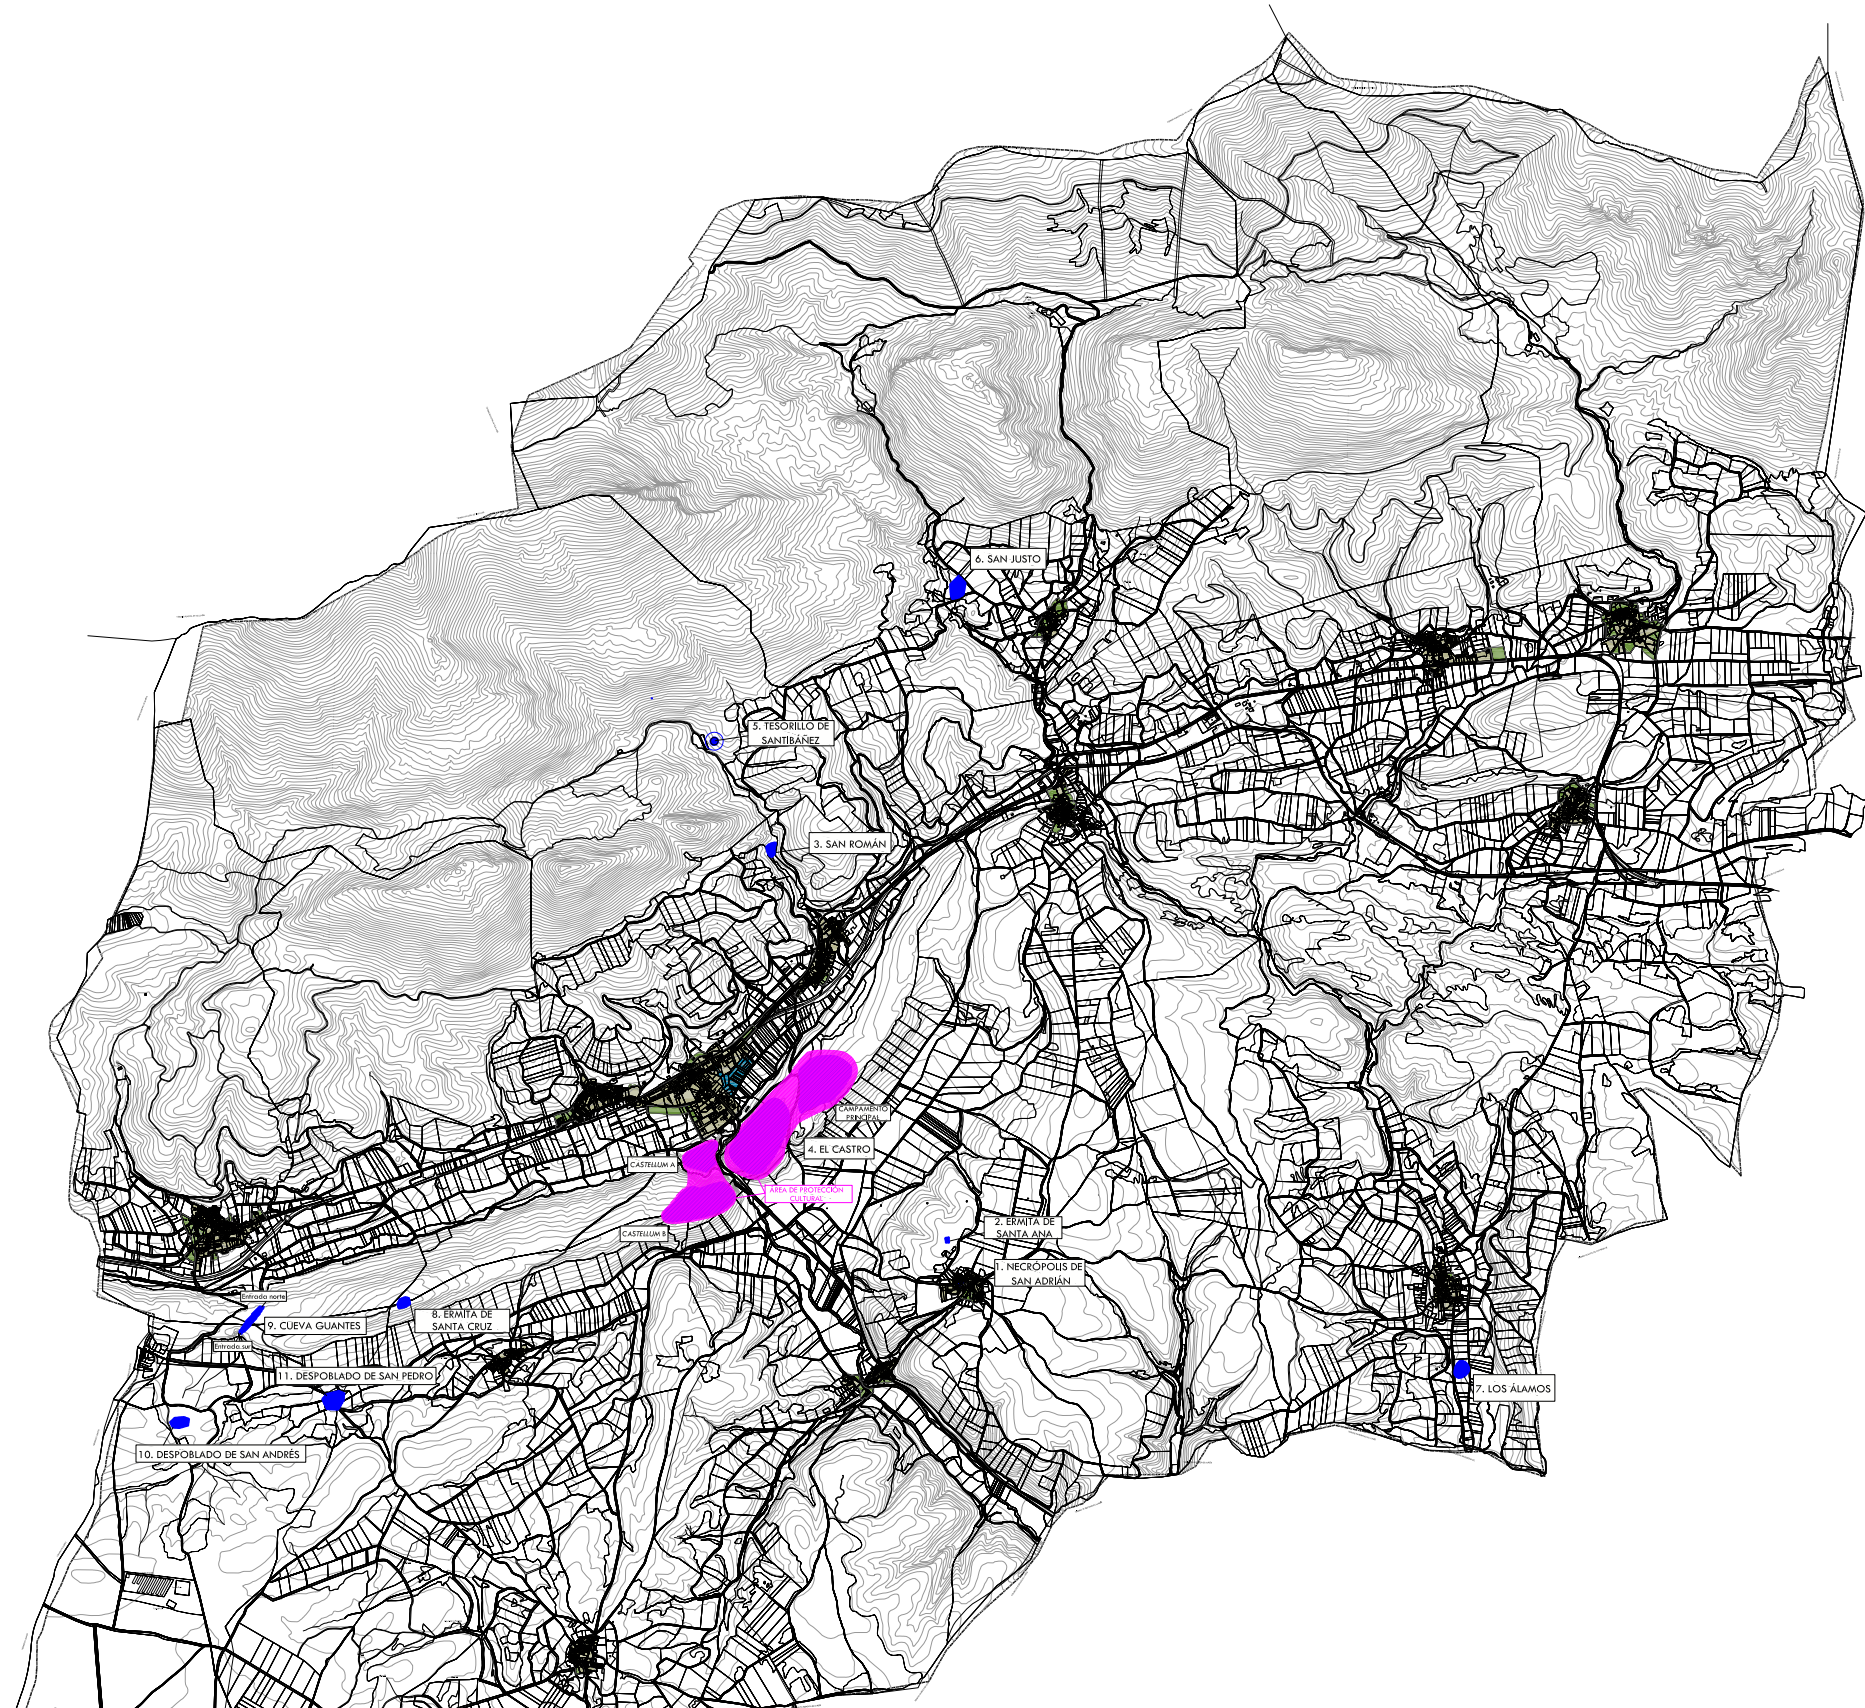 6. SAN JUSTO
5. TESORILLO DE
SANTIBÁÑEZ
3. SAN ROMÁN
CAMPAMENTO
PRINCIPAL
4. EL CASTRO
CASTELLUM A
ÁREA DE PROTECCIÓN
CULTURAL
CASTELLUM B
2. ERMITA DE
SANTA ANA
1. NECRÓPOLIS DE
SAN ADRIÁN
Entrada norte
9. CUEVA GUANTES
8. ERMITA DE
SANTA CRUZ
Entrada sur
11. DESPOBLADO DE SAN PEDRO
7. LOS ÁLAMOS
10. DESPOBLADO DE SAN ANDRÉS